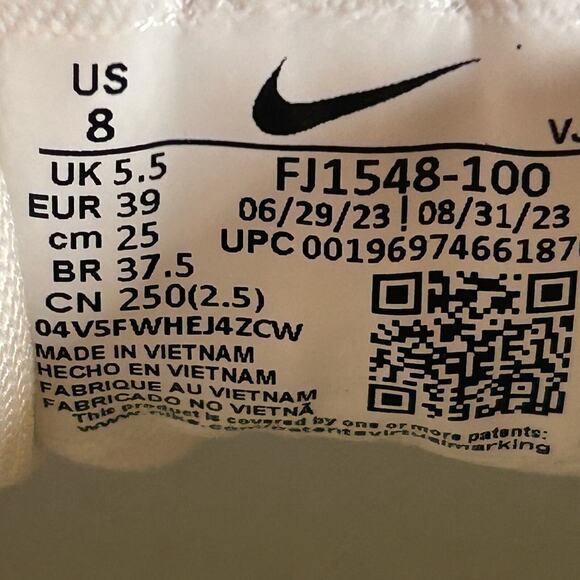 US
8
VJ
UK 5.5
EUR 39
cm 25
BR 37.5
CN 250(2.5)
FJ1548-100
06/29/23 | 08/31/23
UPC 00196974661876
04V5FWHEJ4ZCW
MADE IN VIETNAM
HECHO EN VIETNAM
FABRIQUE AU VIETNAM
FABRICADO NO VIETNÃ
This product is covered by one or more patents: